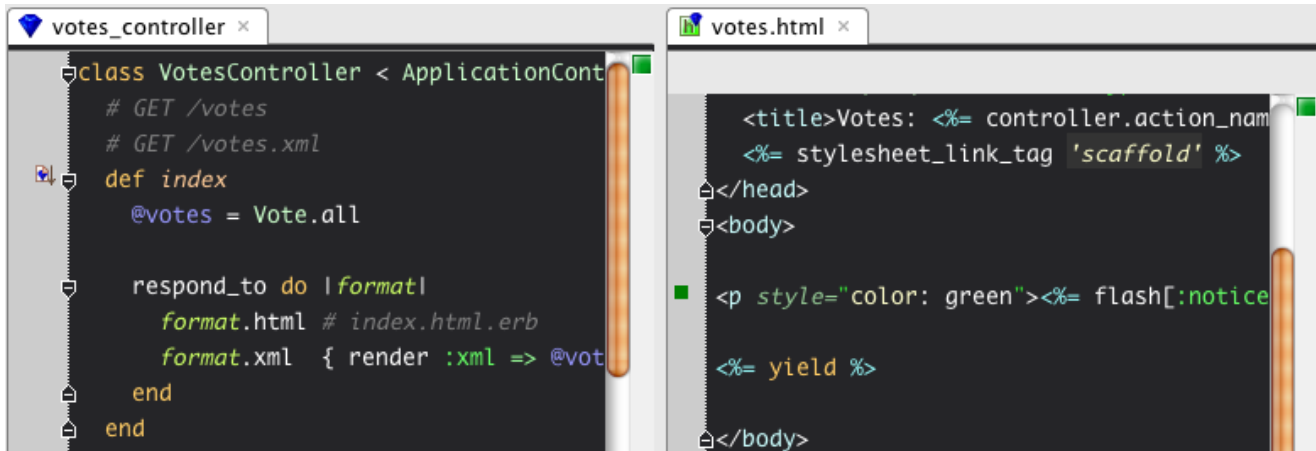 votes_controller
class VotesController < ApplicationCont
# GET /votes
# GET /votes.xml
def index
@votes = Vote.all
respond_to do |format|
format.html # index.html.erb
format.xml { render :xml => @vot
end
end
votes.html
<title>Votes: <%= controller.action_nam
<%= stylesheet_link_tag 'scaffold' %>
</head>
<body>
<p style="color: green"><%= flash[:notice
<%= yield %>
</body>